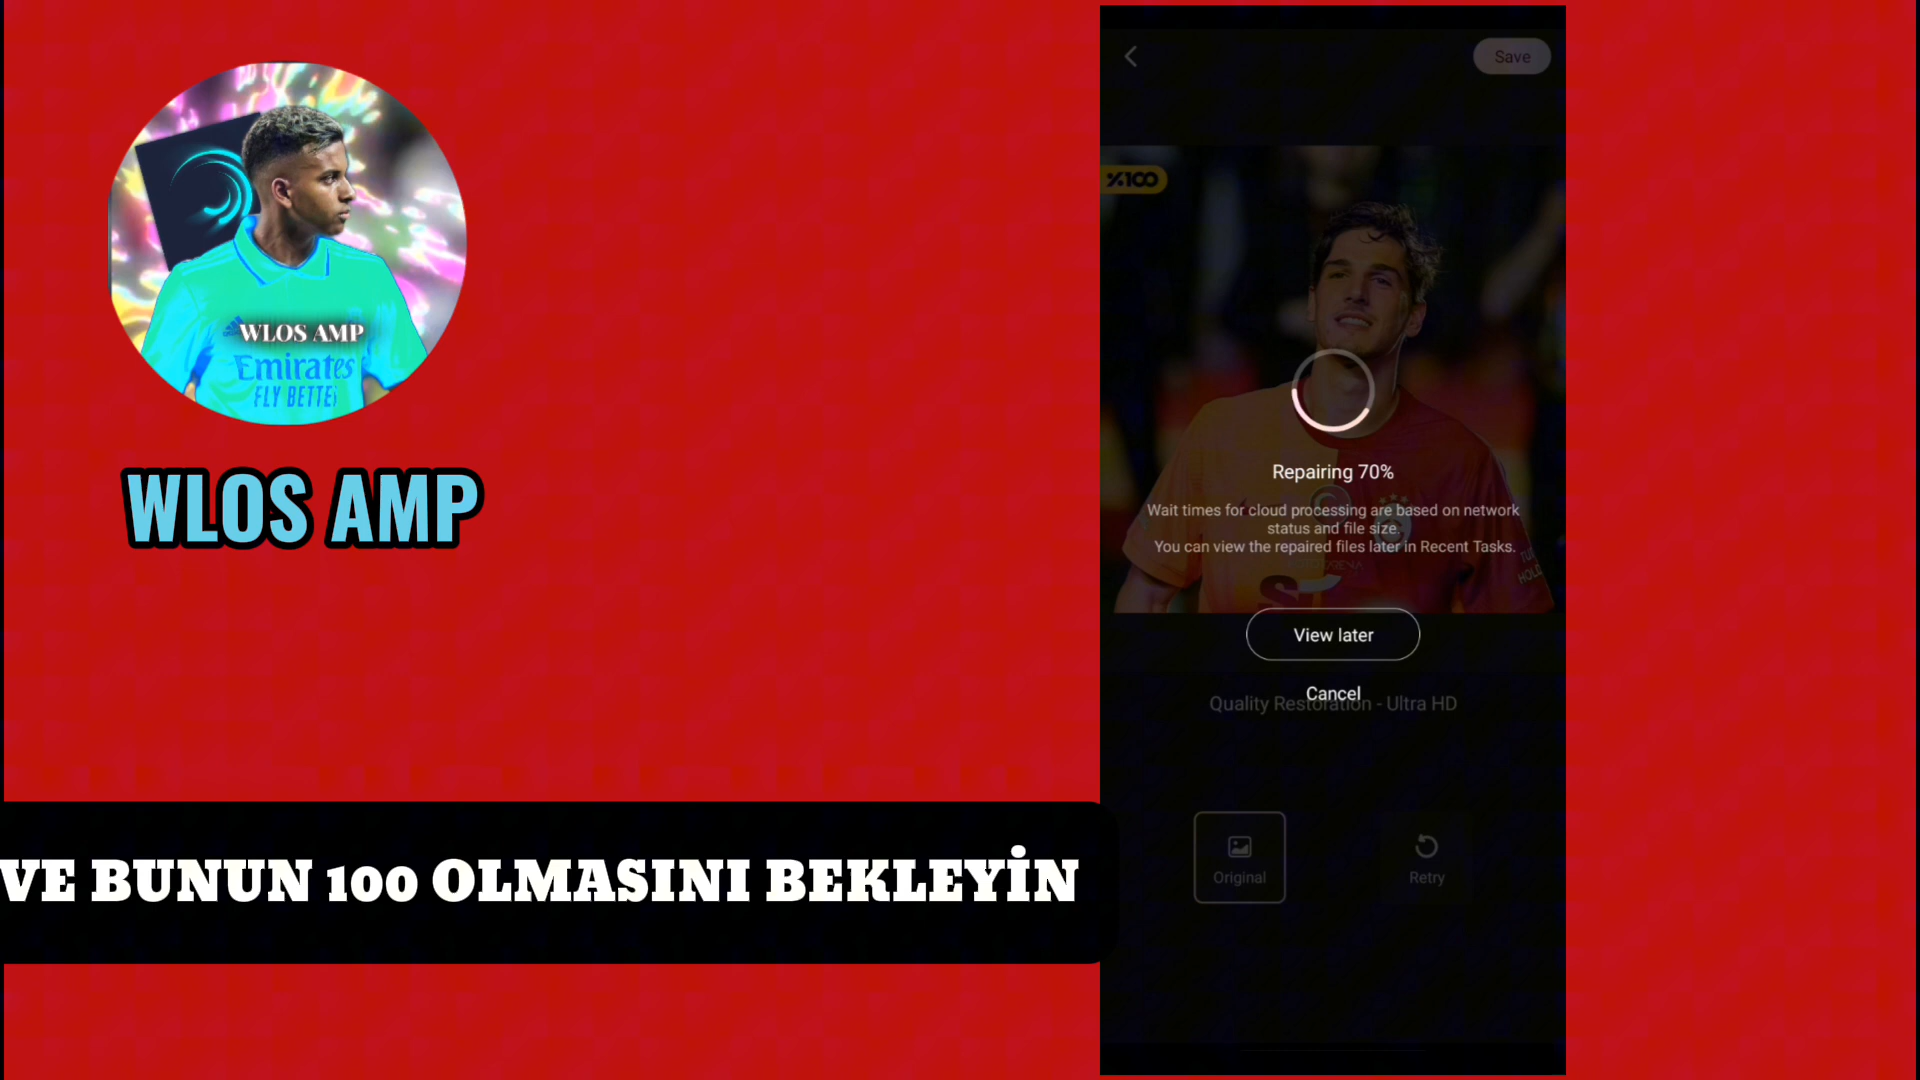 WLOS AMP
Emirates
FLY BETTE
WLOS AMP
VE BUNUN 100 OLMASINI BEKLEYİN
Save
%100
Repairing 70%
Wait times for cloud processing are based on network
status and file size.
You can view the repaired files later in Recent Tasks.
HOLD
View later
Cancel
Quality Restoration - Ultra HD
Original
Retry